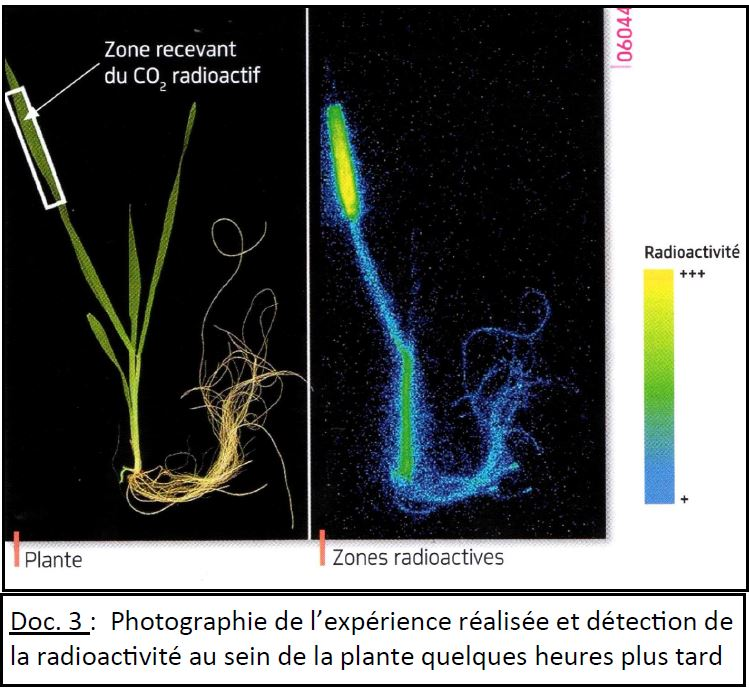 Zone recevant
du CO₂ radioactif
06044
Radioactivité
+++
+
Plante
Zones radioactives
Doc. 3 : Photographie de l’expérience réalisée et détection de
la radioactivité au sein de la plante quelques heures plus tard